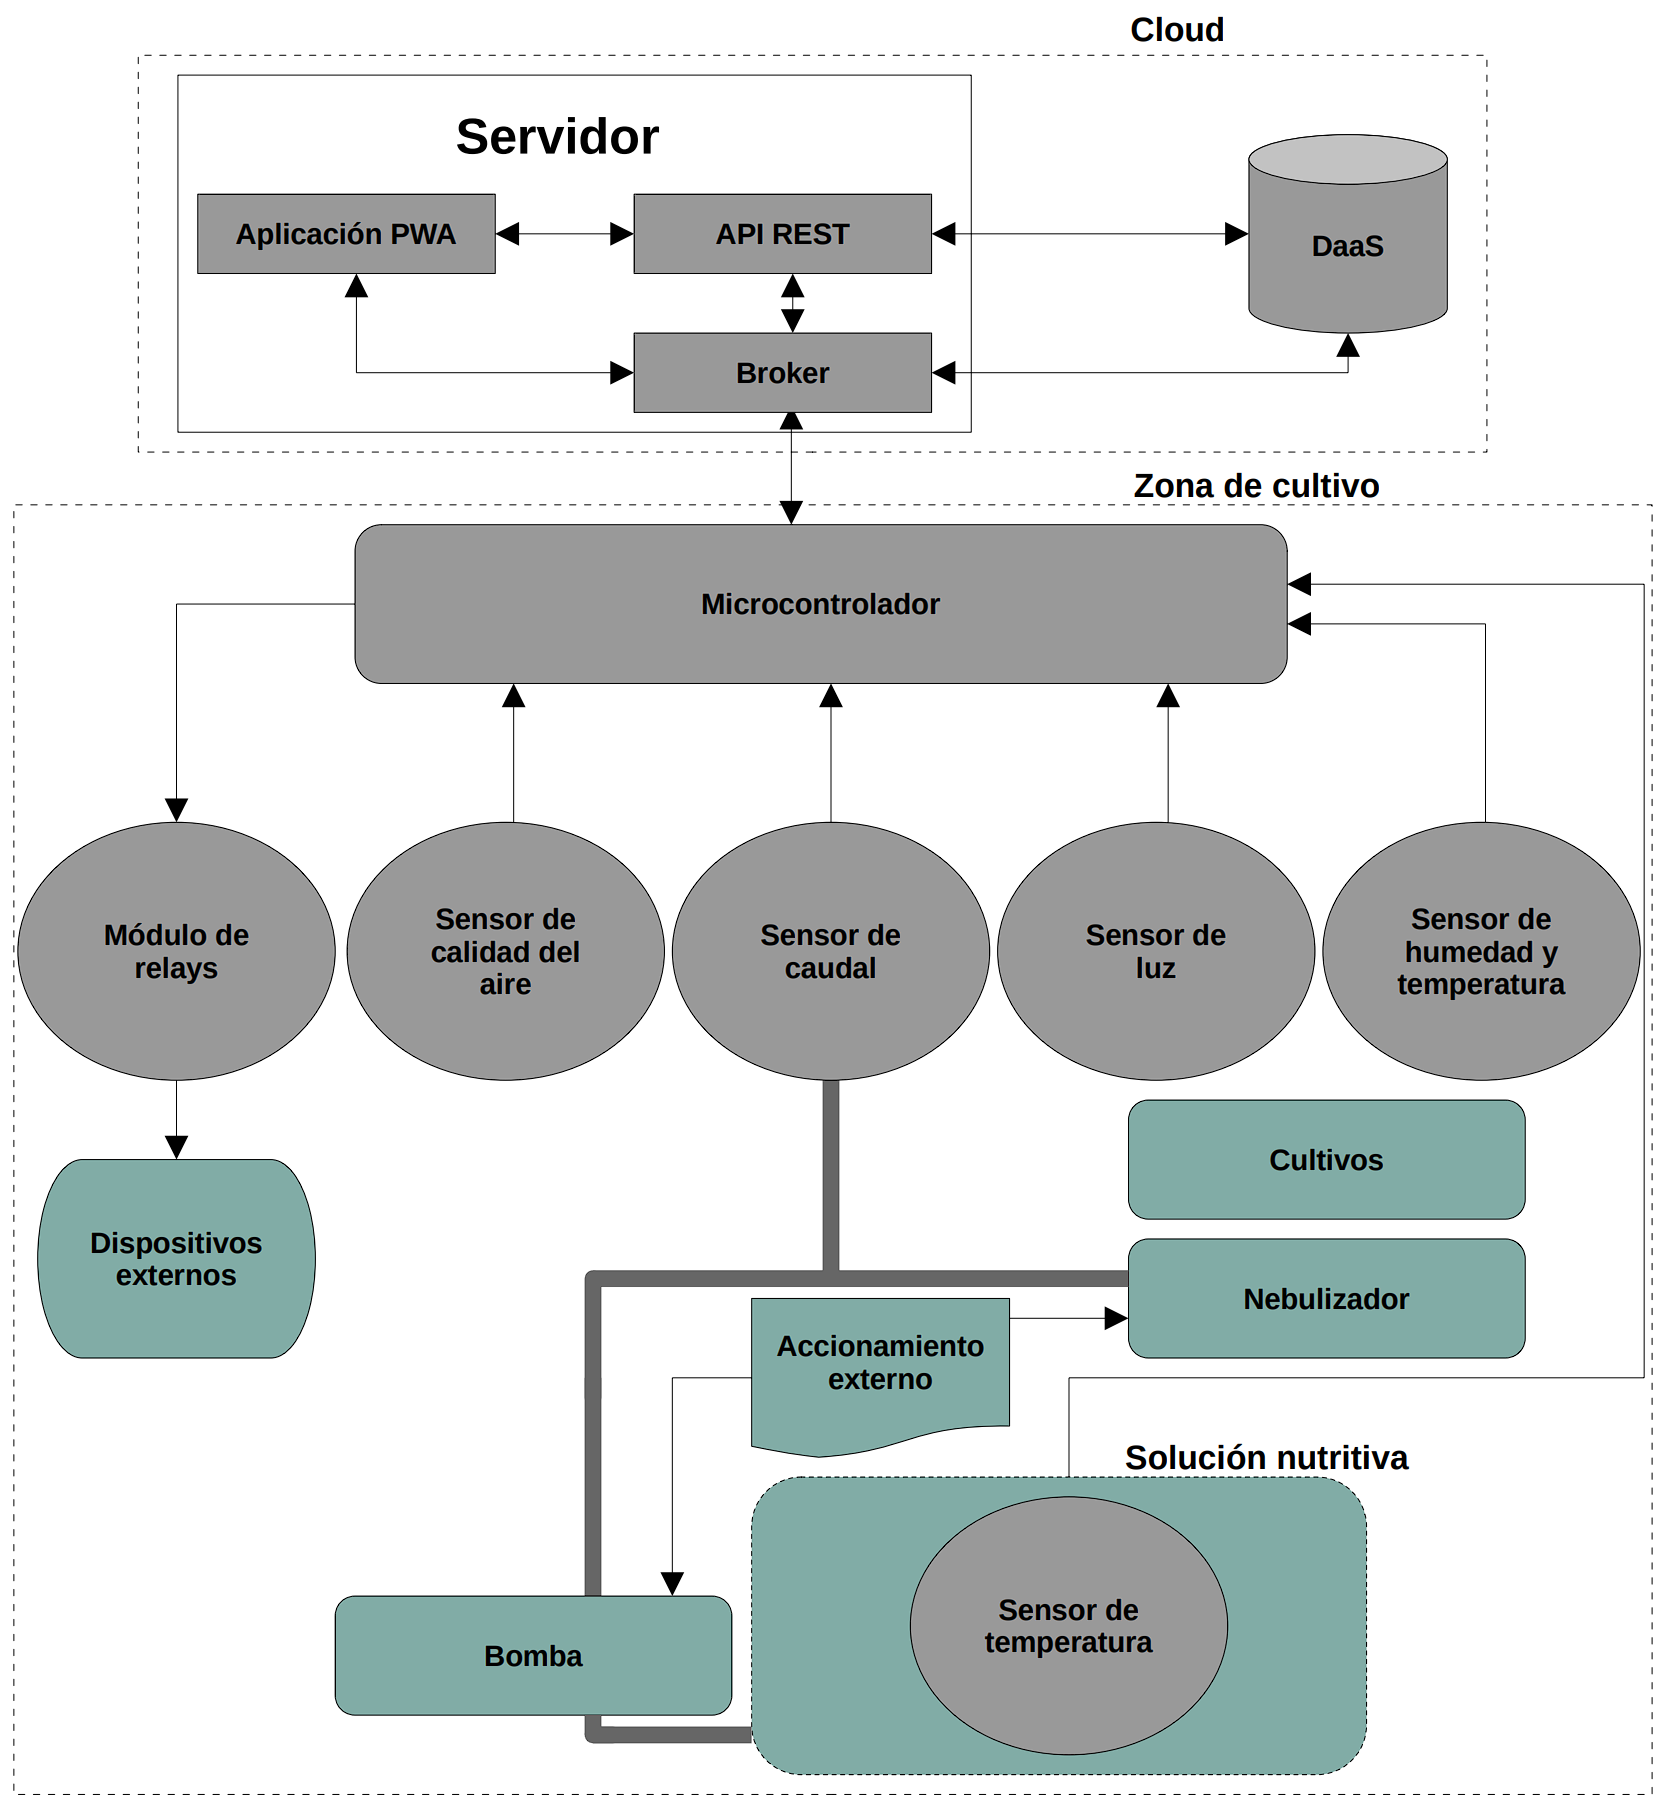 Cloud
Servidor
Aplicación PWA
API REST
DaaS
Broker
Zona de cultivo
Microcontrolador
Módulo de
relays
Sensor de
calidad del
aire
Sensor de
caudal
Sensor de
luz
Sensor de
humedad y
temperatura
Cultivos
Dispositivos
externos
Nebulizador
Accionamiento
externo
Solución nutritiva
Sensor de
temperatura
Bomba